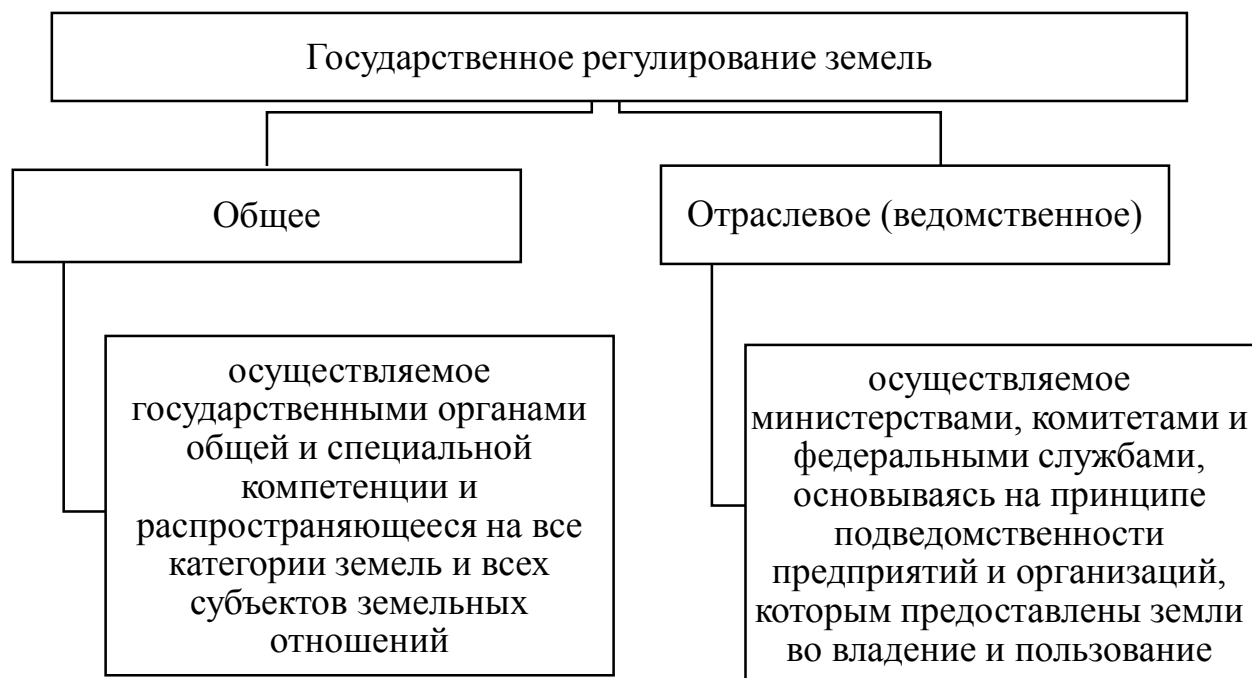 Государственное регулирование земель
Общее
Отраслевое (ведомственное)
осуществляемое
государственными органами
общей и специальной
компетенции и
распространяющееся на все
категории земель и всех
субъектов земельных
отношений
осуществляемое
министерствами, комитетами и
федеральными службами,
основываясь на принципе
подведомственности
предприятий и организаций,
которым предоставлены земли
во владение и пользование